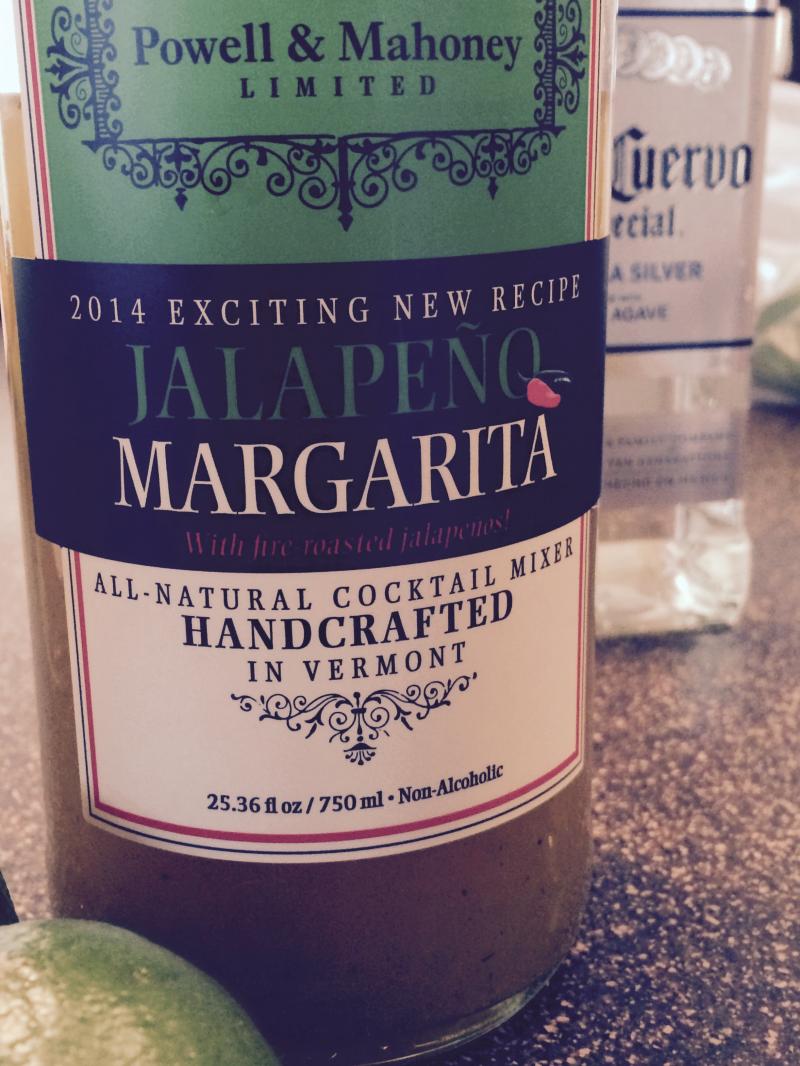 Powell & Mahoney
LIMITED
2014 EXCITING NEW RECIPE
JALAPEÑO
MARGARITA
With fire-roasted jalapenos!
ALL-NATURAL COCKTAIL MIXER
HANDCRAFTED
IN VERMONT
25.36 fl oz / 750 ml • Non-Alcoholic
Cuervo
ecial.
A SILVER
AGAVE